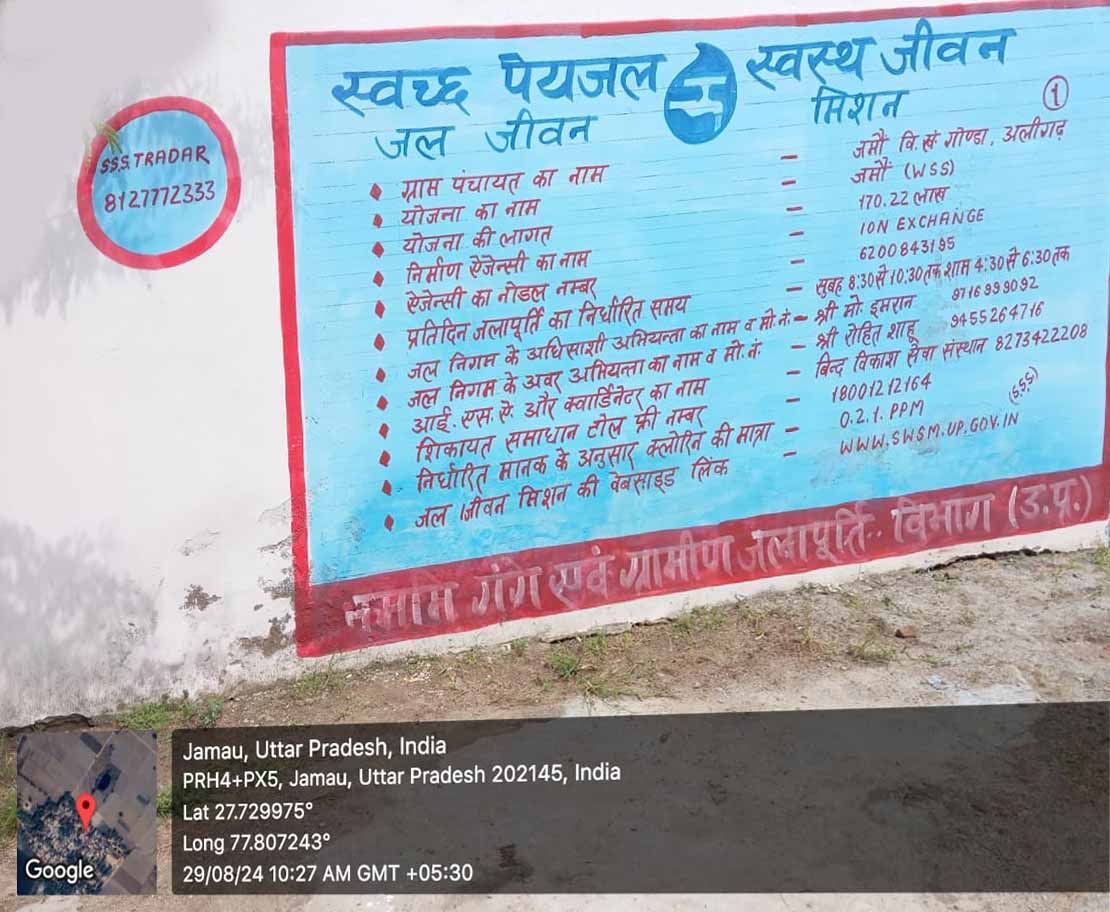 स्वच्छ पेयजल स्वस्थ जीवन
जल जीवन मिशन
1
SS.S. TRADAR
8127772333
ग्राम पंचायत का नाम - जमौ वि.खं गोण्डा, अलीगढ़
योजना का नाम - जमौं (WSS)
योजना की लागत - 170.22 लाख
निर्माण ऐजेन्सी का नाम - ION EXCHANGE
ऐजेन्सी का नोडल नम्बर - 6200843195
प्रतिदिन जलापूर्ति का निर्धारित समय - सुबह 8:30 से 10:30 तक शाम 4:30 से 6:30 तक
जल निगम के अधिसाशी अभियन्ता का नाम व मो.नं. - श्री मो. इमरान 9716999092
जल निगम के अवर अभियन्ता का नाम व मो.नं. - श्री रोहित शाहू 9455264716
आई.एस.ऐ. और क्वार्डिनेटर का नाम - बिन्द विकाश सेवा संस्थान 8273422208
शिकायत समाधान टोल फ्री नम्बर - 18001212164
निर्धारित मानक के अनुसार क्लोरिन की मात्रा - 0.2.1. PPM
जल जीवन मिशन की वेबसाइड लिंक - WWW.SWSM.UP.GOV.IN
(SSS)
नमामि गंगे एवं ग्रामीण जलापूर्ति.. विभाग (उ.प्र.)
Google
Jamau, Uttar Pradesh, India
PRH4+PX5, Jamau, Uttar Pradesh 202145, India
Lat 27.729975°
Long 77.807243°
29/08/24 10:27 AM GMT +05:30